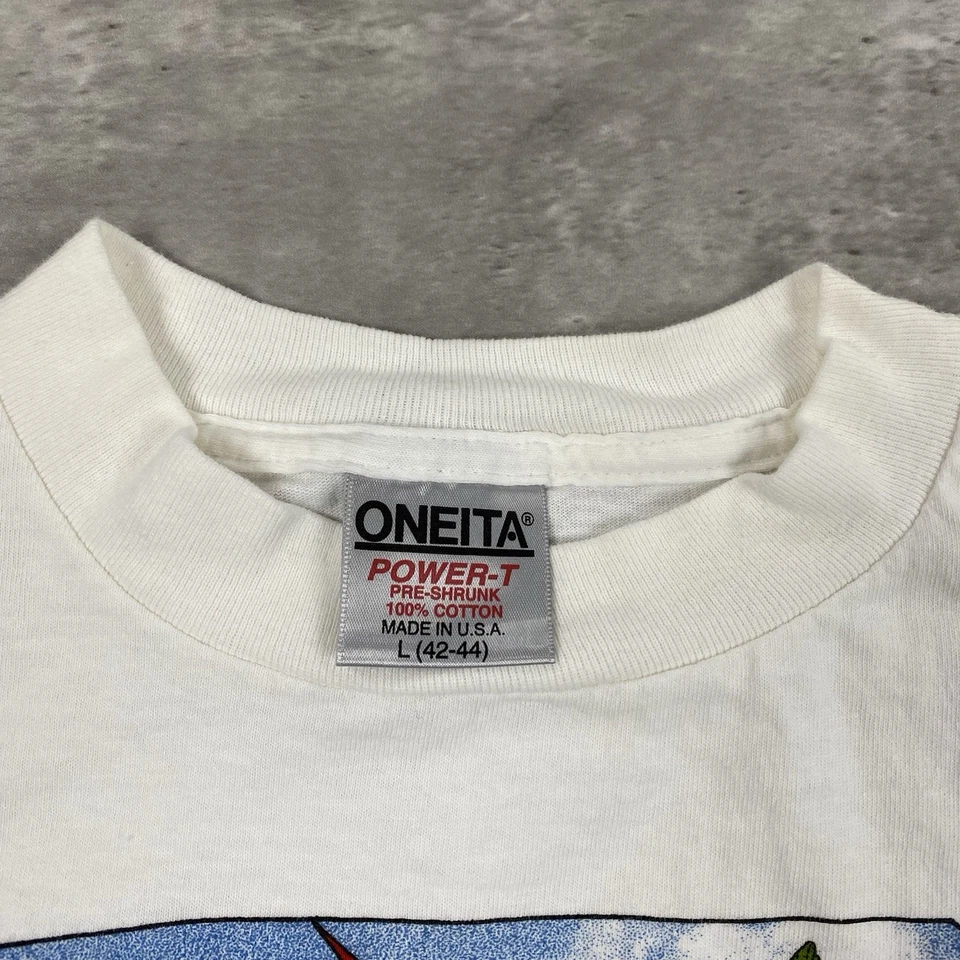 ONEITA®
POWER-T
PRE-SHRUNK
100% COTTON
MADE IN U.S.A.
L (42-44)